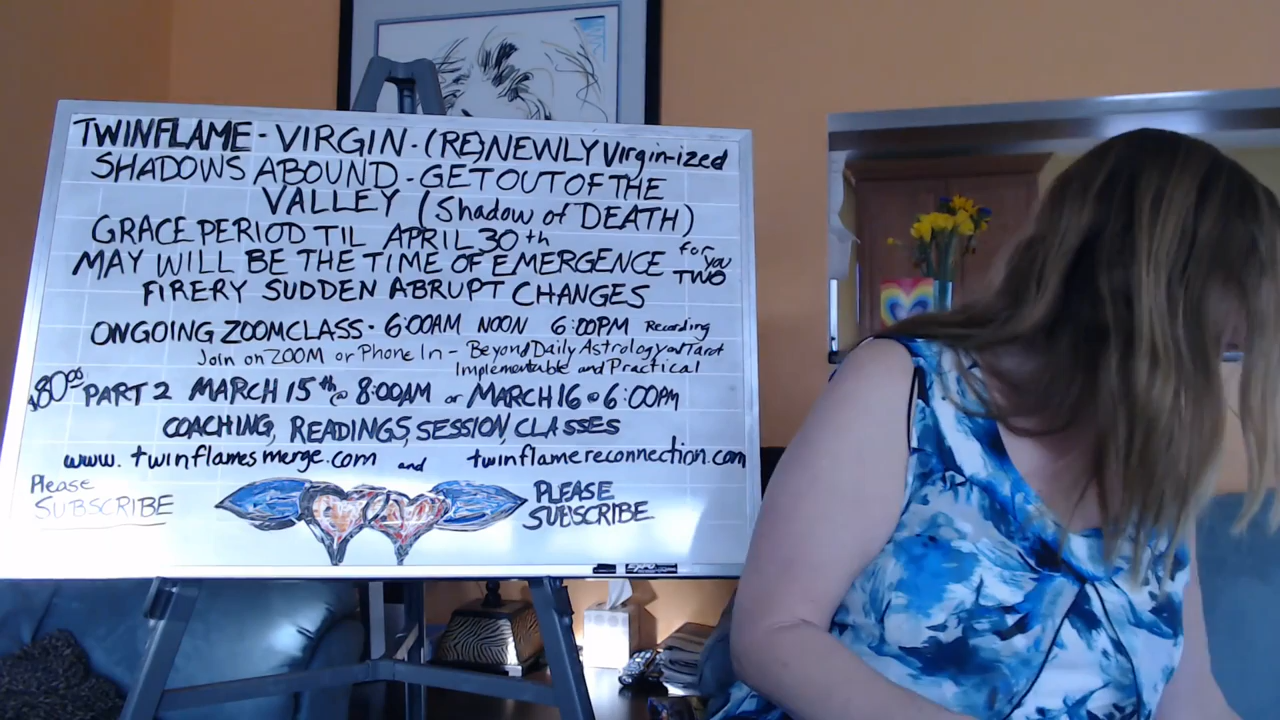 TWINFLAME - VIRGIN - (RE)NEWLY Virgin-ized
SHADOWS ABOUND - GET OUT OF THE
VALLEY (Shadow of DEATH)
GRACE PERIOD TIL APRIL 30th
MAY WILL BE THE TIME OF EMERGENCE for you TWO
FIRERY SUDDEN ABRUPT CHANGES
ONGOING ZOOM CLASS - 6:00AM NOON 6:00PM Recording
Join on ZOOM or Phone In - Beyond Daily Astrology or Tarot
Implementable and Practical
$80.00 PART 2 MARCH 15th @ 8:00AM or MARCH 16 @ 6:00PM
COACHING, READINGS, SESSION, CLASSES
www.twinflamesmerge.com and twinflamereconnection.com
Please
SUBSCRIBE
PLEASE
SUBSCRIBE
EXPO